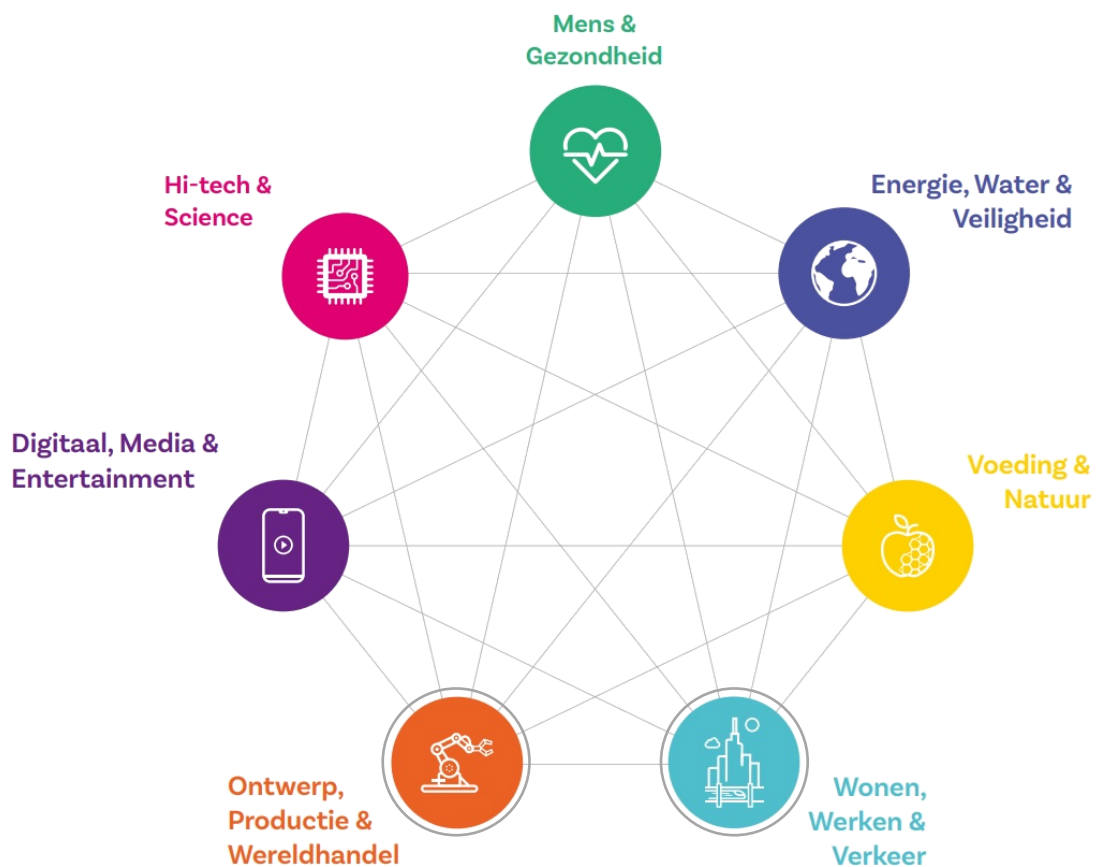 Mens &
Gezondheid
Hi-tech &
Science
Energie, Water &
Veiligheid
Digitaal, Media &
Entertainment
Voeding &
Natuur
Ontwerp,
Productie &
Wereldhandel
Wonen,
Werken &
Verkeer